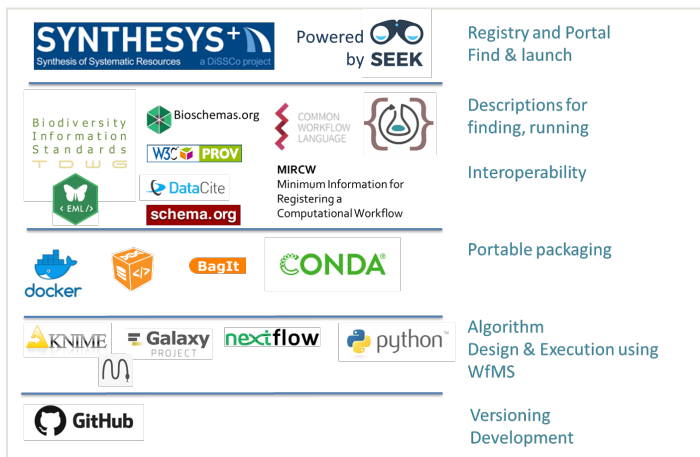 SYNTHESYS+
Synthesis of Systematic Resources
a DiSSCo project
Powered
by SEEK
Registry and Portal
Find & launch
Biodiversity
Information
Standards
TDWG
Bioschemas.org
W3C PROV
COMMON
WORKFLOW
LANGUAGE
Descriptions for
finding, running
DataCite
MIRCW
Minimum Information for
Registering a
Computational Workflow
Interoperability
< EML />
schema.org
docker
</>
BagIt
CONDA®
Portable packaging
KNIME
Galaxy
PROJECT
nextflow
python™
Algorithm
Design & Execution using
WfMS
GitHub
Versioning
Development